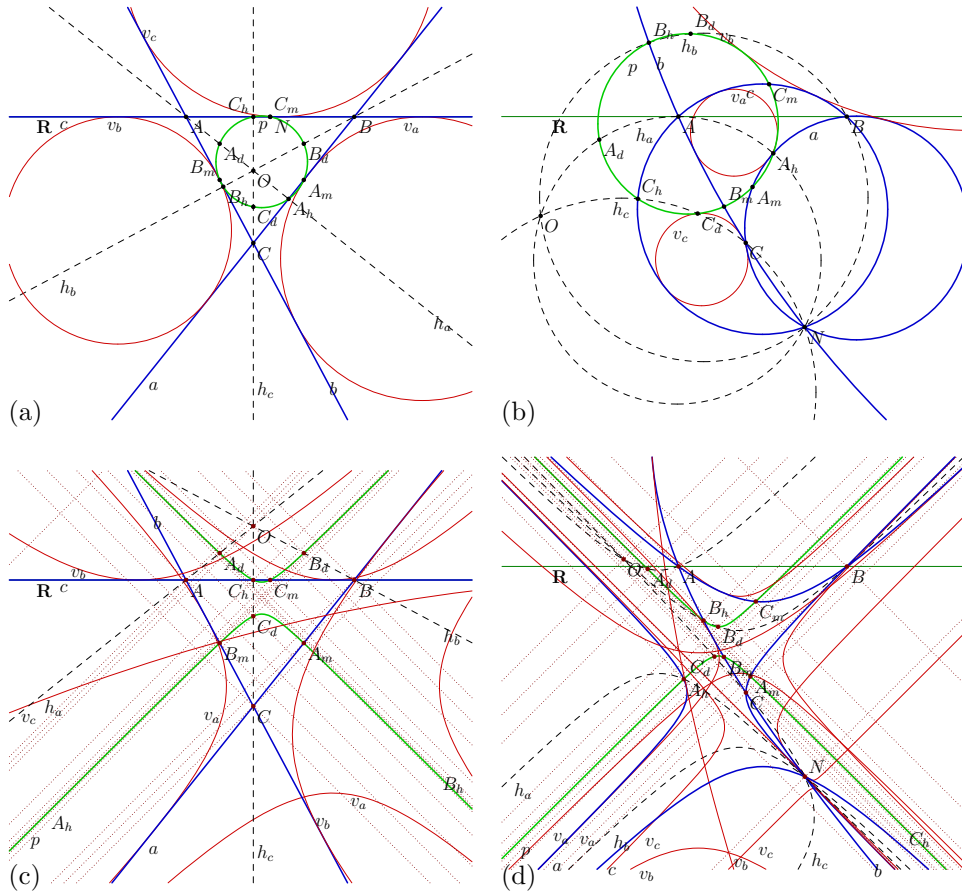 v_c
C_h C_m
R c v_b A p N B v_a
A_d B_d
B_m O A_m
B_h A_h
C_d
C
h_b
h_a
a h_c b
(a)
B_h B_d v_b
p b h_b
v_a c C_m
R A a B
h_a
A_d A_h
C_h B_m A_m
h_c
O C_d
v_c C
N
(b)
b O
A_d B_d
v_b
R c A C_h C_m B
C_d
B_m A_m h_b
h_a v_c v_a C
B_h
v_a
A_h v_b
p a h_c
(c)
R O A_d A B
B_h C_m
B_d
C_d B_m
A_h A_m
C
N
h_a
v_a v_a h_b v_c C_h
p v_c
a c v_b v_b h_c b
(d)